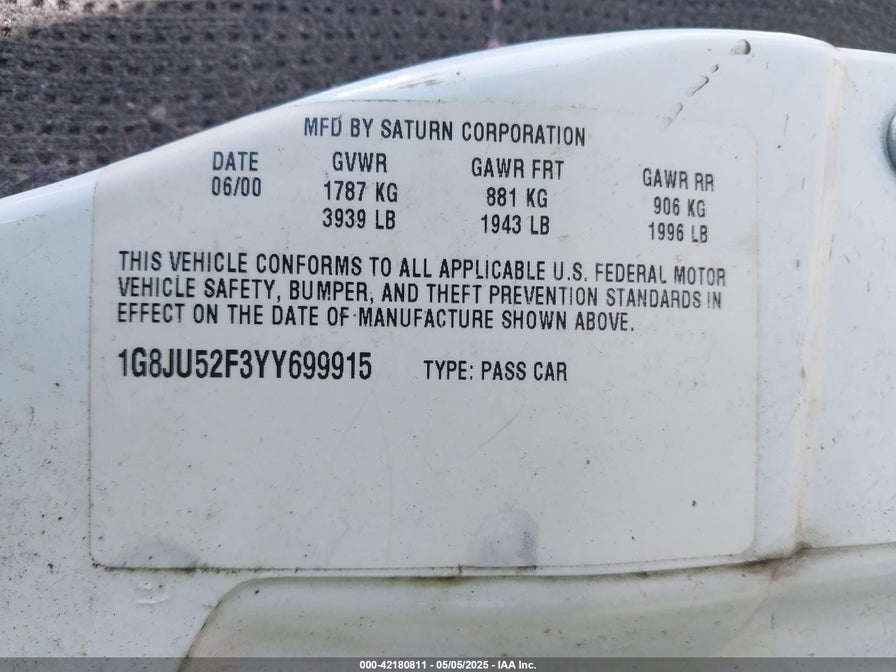 MFD BY SATURN CORPORATION
DATE GVWR GAWR FRT GAWR RR
06/00 1787 KG 881 KG 906 KG
3939 LB 1943 LB 1996 LB
THIS VEHICLE CONFORMS TO ALL APPLICABLE U.S. FEDERAL MOTOR
VEHICLE SAFETY, BUMPER, AND THEFT PREVENTION STANDARDS IN
EFFECT ON THE DATE OF MANUFACTURE SHOWN ABOVE.
1G8JU52F3YY699915 TYPE: PASS CAR
000-42180811 - 05/05/2025 - IAA Inc.